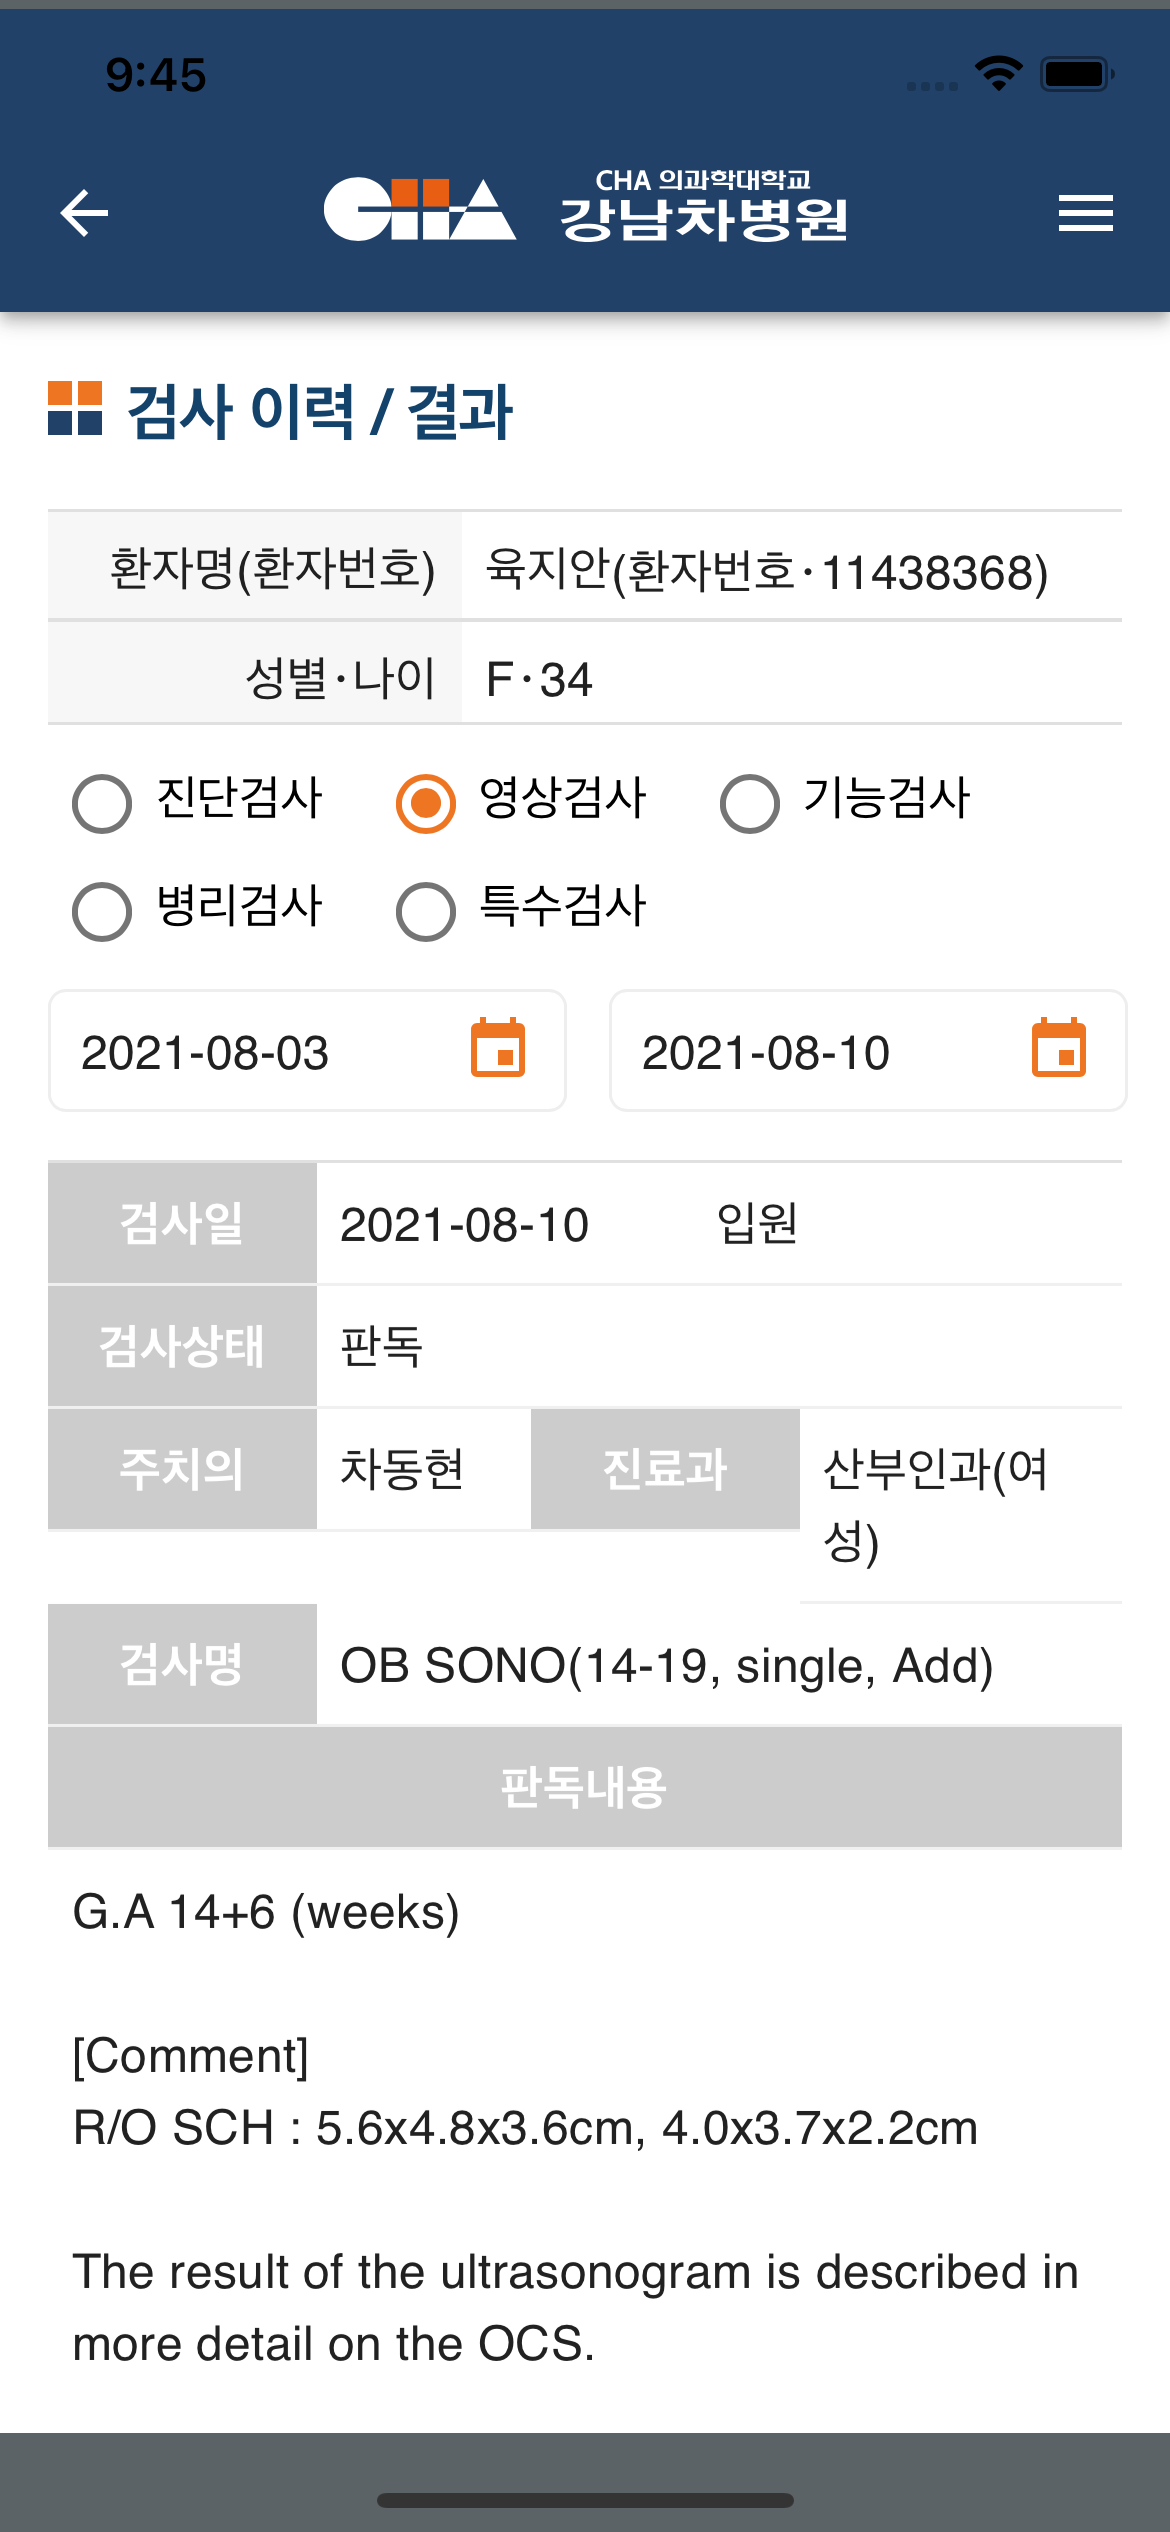 9:45
CHA 의과학대학교
CHA 강남차병원
검사 이력 / 결과
환자명(환자번호) 육지안(환자번호·11438368)
성별·나이 F·34
진단검사 영상검사 기능검사
병리검사 특수검사
2021-08-03 2021-08-10
검사일 2021-08-10 입원
검사상태 판독
주치의 차동현 진료과 산부인과(여
성)
검사명 OB SONO(14-19, single, Add)
판독내용
G.A 14+6 (weeks)
[Comment]
R/O SCH : 5.6x4.8x3.6cm, 4.0x3.7x2.2cm
The result of the ultrasonogram is described in
more detail on the OCS.